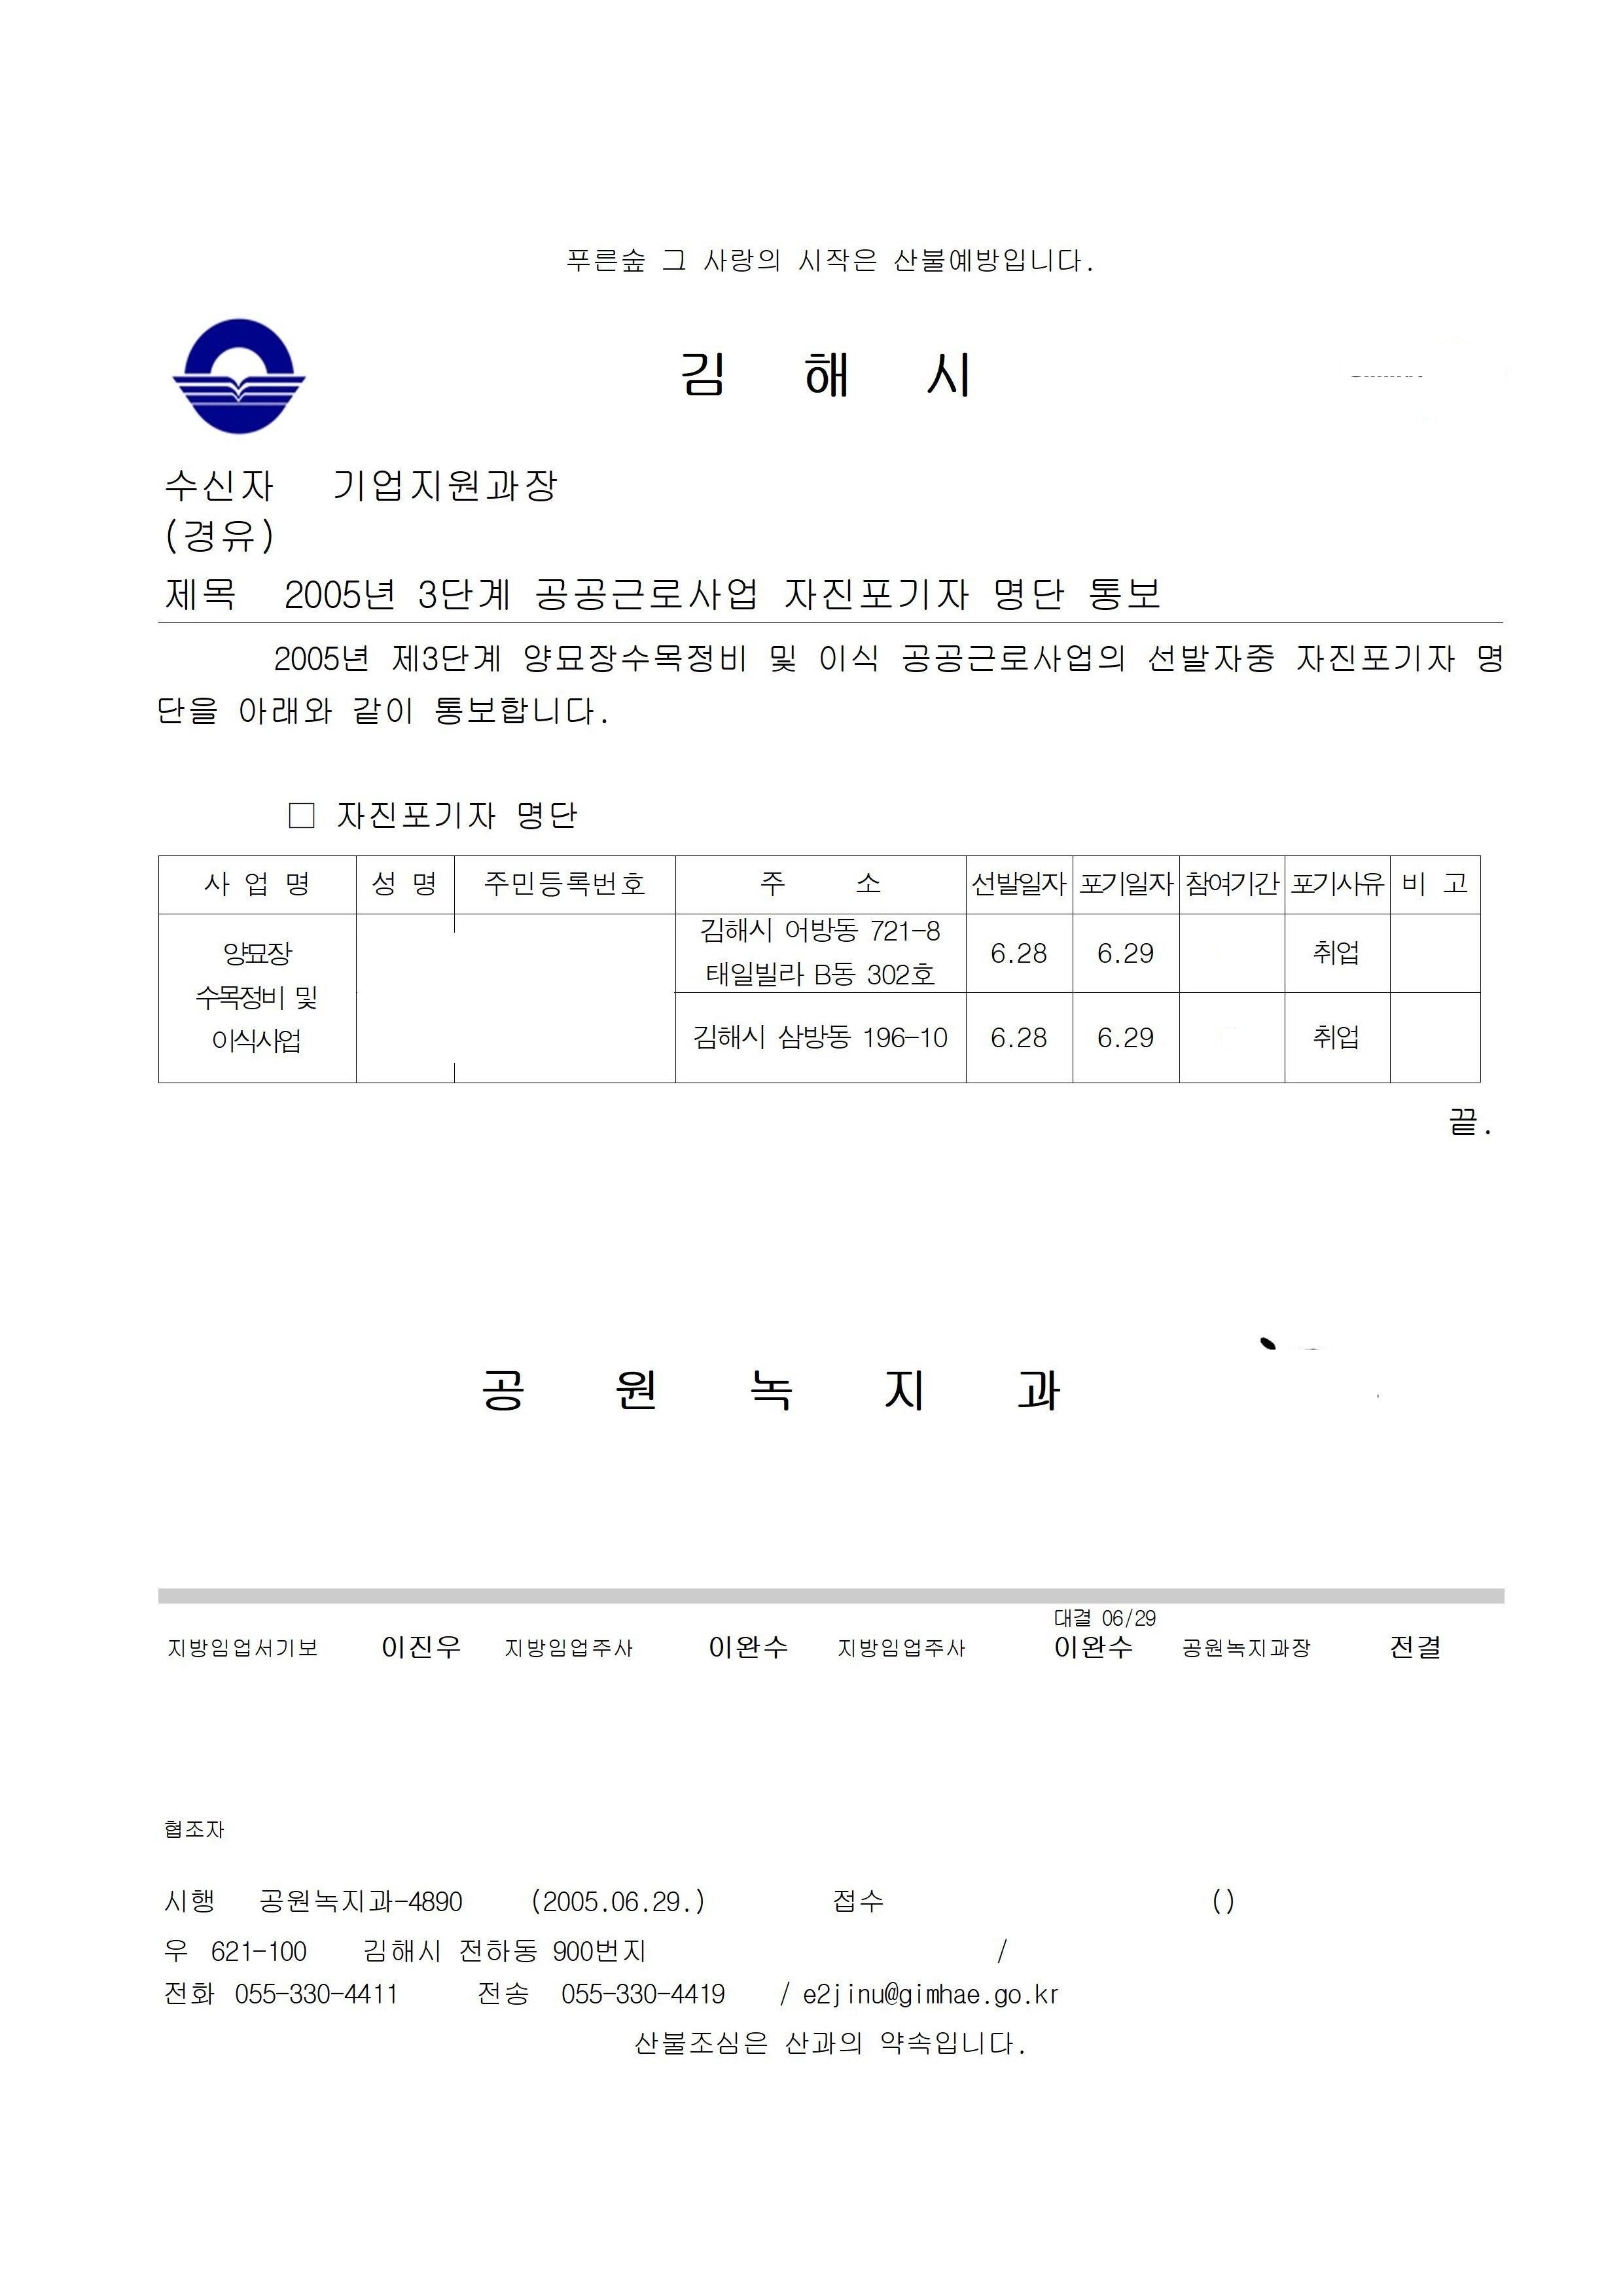 푸른숲 그 사랑의 시작은 산불예방입니다.
김 해 시
수신자 기업지원과장
(경유)
제목 2005년 3단계 공공근로사업 자진포기자 명단 통보
2005년 제3단계 양묘장수목정비 및 이식 공공근로사업의 선발자중 자진포기자 명
단을 아래와 같이 통보합니다.
□ 자진포기자 명단
사 업 명 성 명 주민등록번호 주 소 선발일자 포기일자 참여기간 포기사유 비 고
양묘장
수목정비 및
이식사업
김해시 어방동 721-8
태일빌라 B동 302호
6.28 6.29 취업
김해시 삼방동 196-10 6.28 6.29 취업
끝.
공 원 녹 지 과
대결 06/29
지방임업서기보 이진우 지방임업주사 이완수 지방임업주사 이완수 공원녹지과장 전결
협조자
시행 공원녹지과-4890 (2005.06.29.) 접수 ()
우 621-100 김해시 전하동 900번지 /
전화 055-330-4411 전송 055-330-4419 / e2jinu@gimhae.go.kr
산불조심은 산과의 약속입니다.